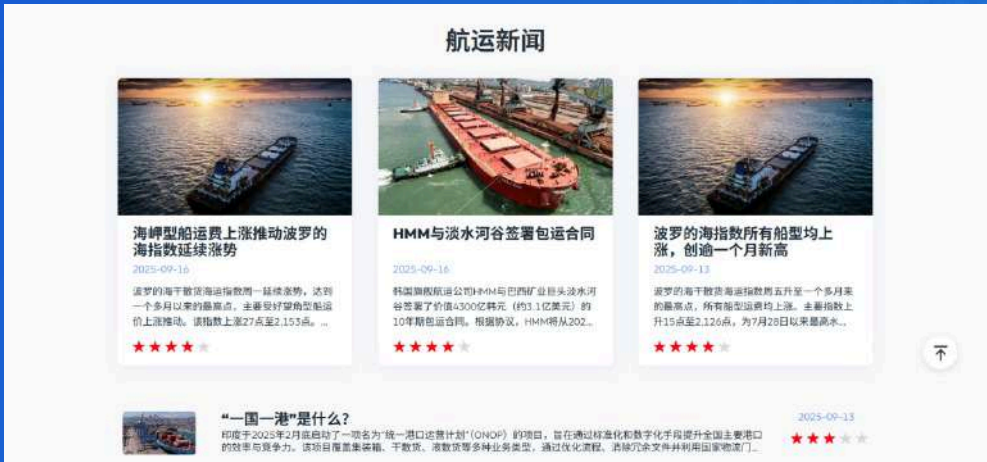 航运新闻
海岬型船运费上涨推动波罗的
海指数延续涨势
2025-09-16
波罗的海干散货海运指数周一延续涨势，达到
一个多月以来的最高点，主要受好望角型船运
价上涨推动。该指数上涨27点至2,153点。...
HMM与淡水河谷签署包运合同
2025-09-16
韩国旗舰航运公司HMM与巴西矿业巨头淡水河
谷签署了价值4300亿韩元（约3.1亿美元）的
10年期包运合同。根据协议，HMM将从202...
波罗的海指数所有船型均上
涨，创逾一个月新高
2025-09-13
波罗的海干散货海运指数周五升至一个多月来
的最高点，所有船型运费均上涨。主要指数上
升15点至2,126点，为7月28日以来最高水...
“一国一港”是什么？
2025-09-13
印度于2025年2月底启动了一项名为“统一港口运营计划”（ONOP）的项目，旨在通过标准化和数字化手段提升全国主要港口
的效率与竞争力。该项目覆盖集装箱、干散货、液散货等多种业务类型，通过优化流程、消除冗余文件并利用国家物流门...